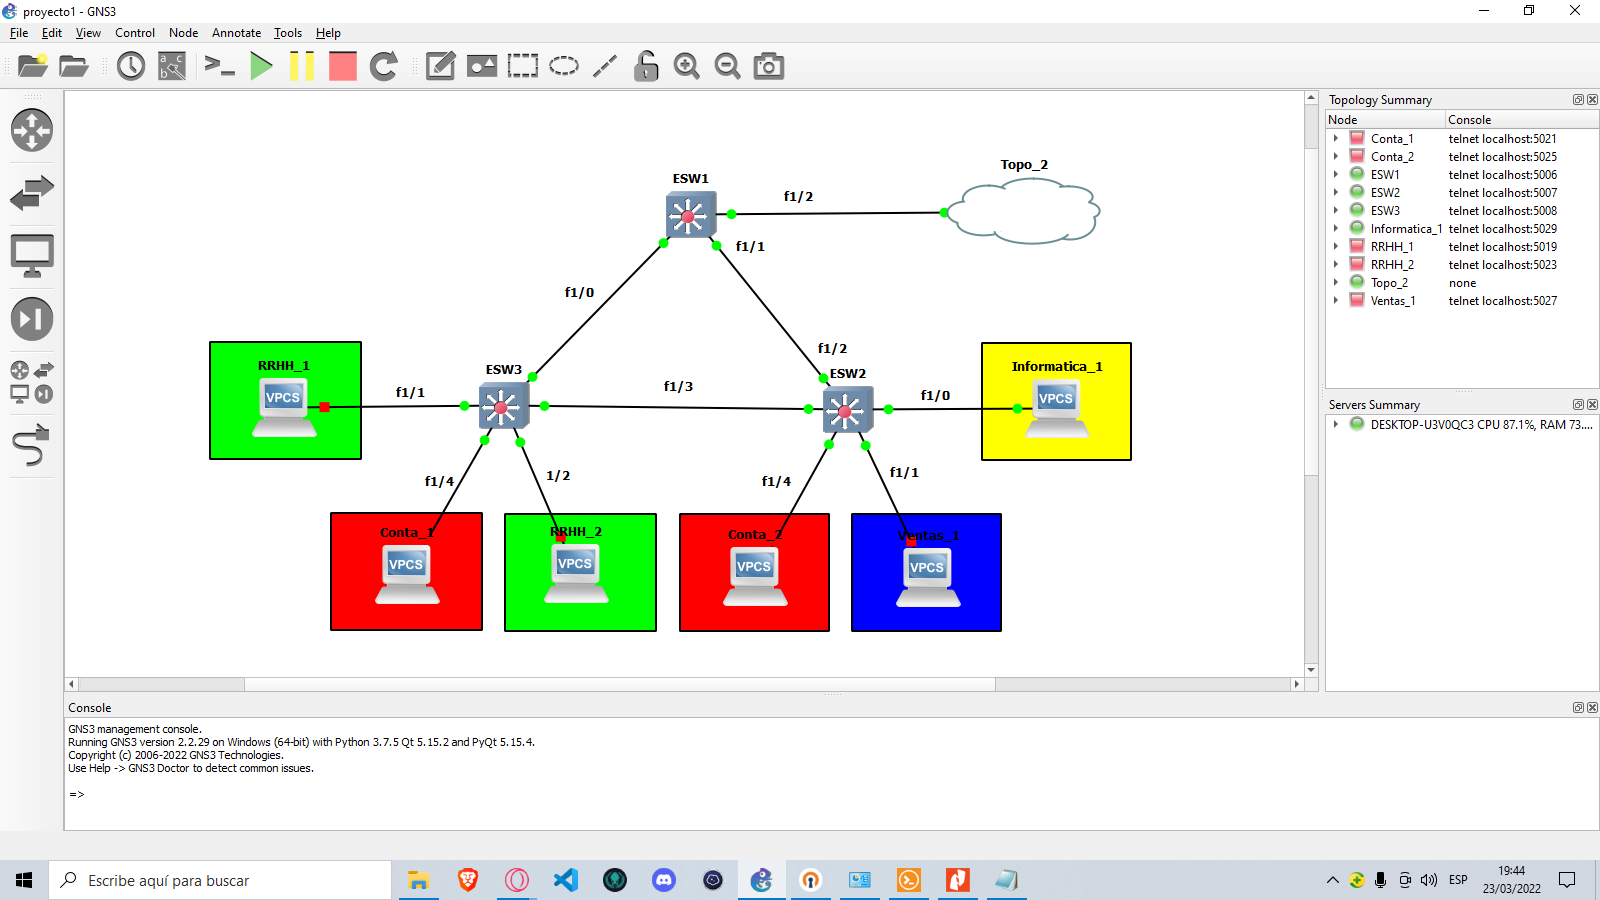 proyecto1 - GNS3
File Edit View Control Node Annotate Tools Help
Topology Summary
Node Console
Conta_1 telnet localhost:5021
Conta_2 telnet localhost:5025
ESW1 telnet localhost:5006
ESW2 telnet localhost:5007
ESW3 telnet localhost:5008
Informatica_1 telnet localhost:5029
RRHH_1 telnet localhost:5019
RRHH_2 telnet localhost:5023
Topo_2 none
Ventas_1 telnet localhost:5027
Servers Summary
DESKTOP-U3V0QC3 CPU 87.1%, RAM 73....
Topo_2
ESW1
f1/2
f1/1
f1/0
f1/2
RRHH_1
VPCS
f1/1
ESW3
f1/3
ESW2
f1/0
Informatica_1
VPCS
f1/4
1/2
f1/4
f1/1
Conta_1
VPCS
RRHH_2
VPCS
Conta_2
VPCS
Ventas_1
VPCS
Console
GNS3 management console.
Running GNS3 version 2.2.29 on Windows (64-bit) with Python 3.7.5 Qt 5.15.2 and PyQt 5.15.4.
Copyright (c) 2006-2022 GNS3 Technologies.
Use Help -> GNS3 Doctor to detect common issues.
=>
Escribe aquí para buscar
ESP
19:44
23/03/2022